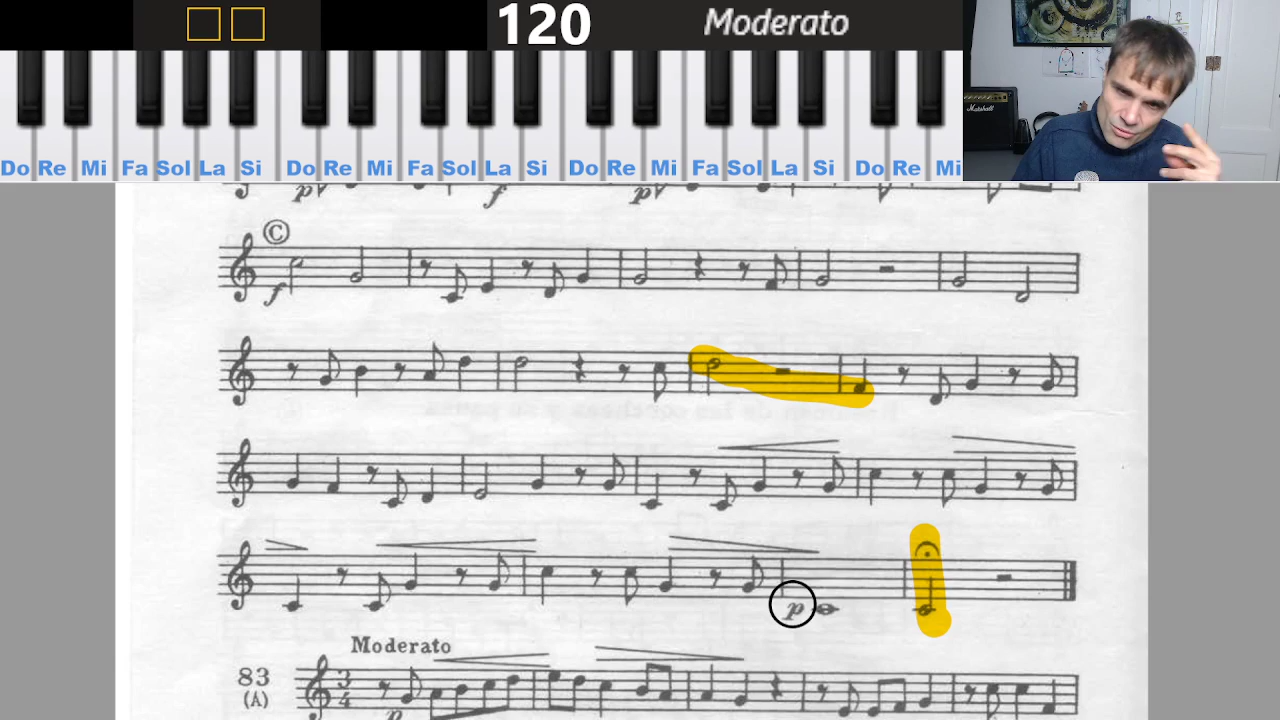 120 Moderato
Marshall
Do Re Mi Fa Sol La Si Do Re Mi Fa Sol La Si Do Re Mi Fa Sol La Si Do Re Mi
p f p
C
f
p
Moderato
83
(A)
3
4
p